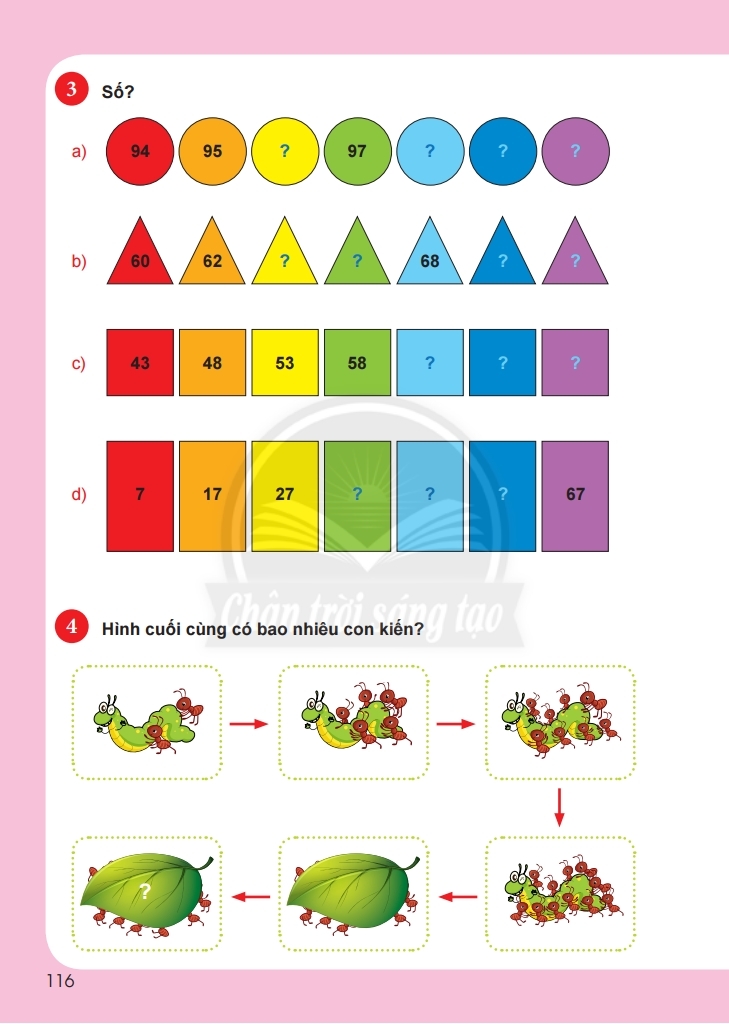 3 Số?
a) 94 95 ? 97 ? ? ?
b) 60 62 ? ? 68 ? ?
c) 43 48 53 58 ? ? ?
d) 7 17 27 ? ? ? 67
Chân trời sáng tạo
4 Hình cuối cùng có bao nhiêu con kiến?
?
116